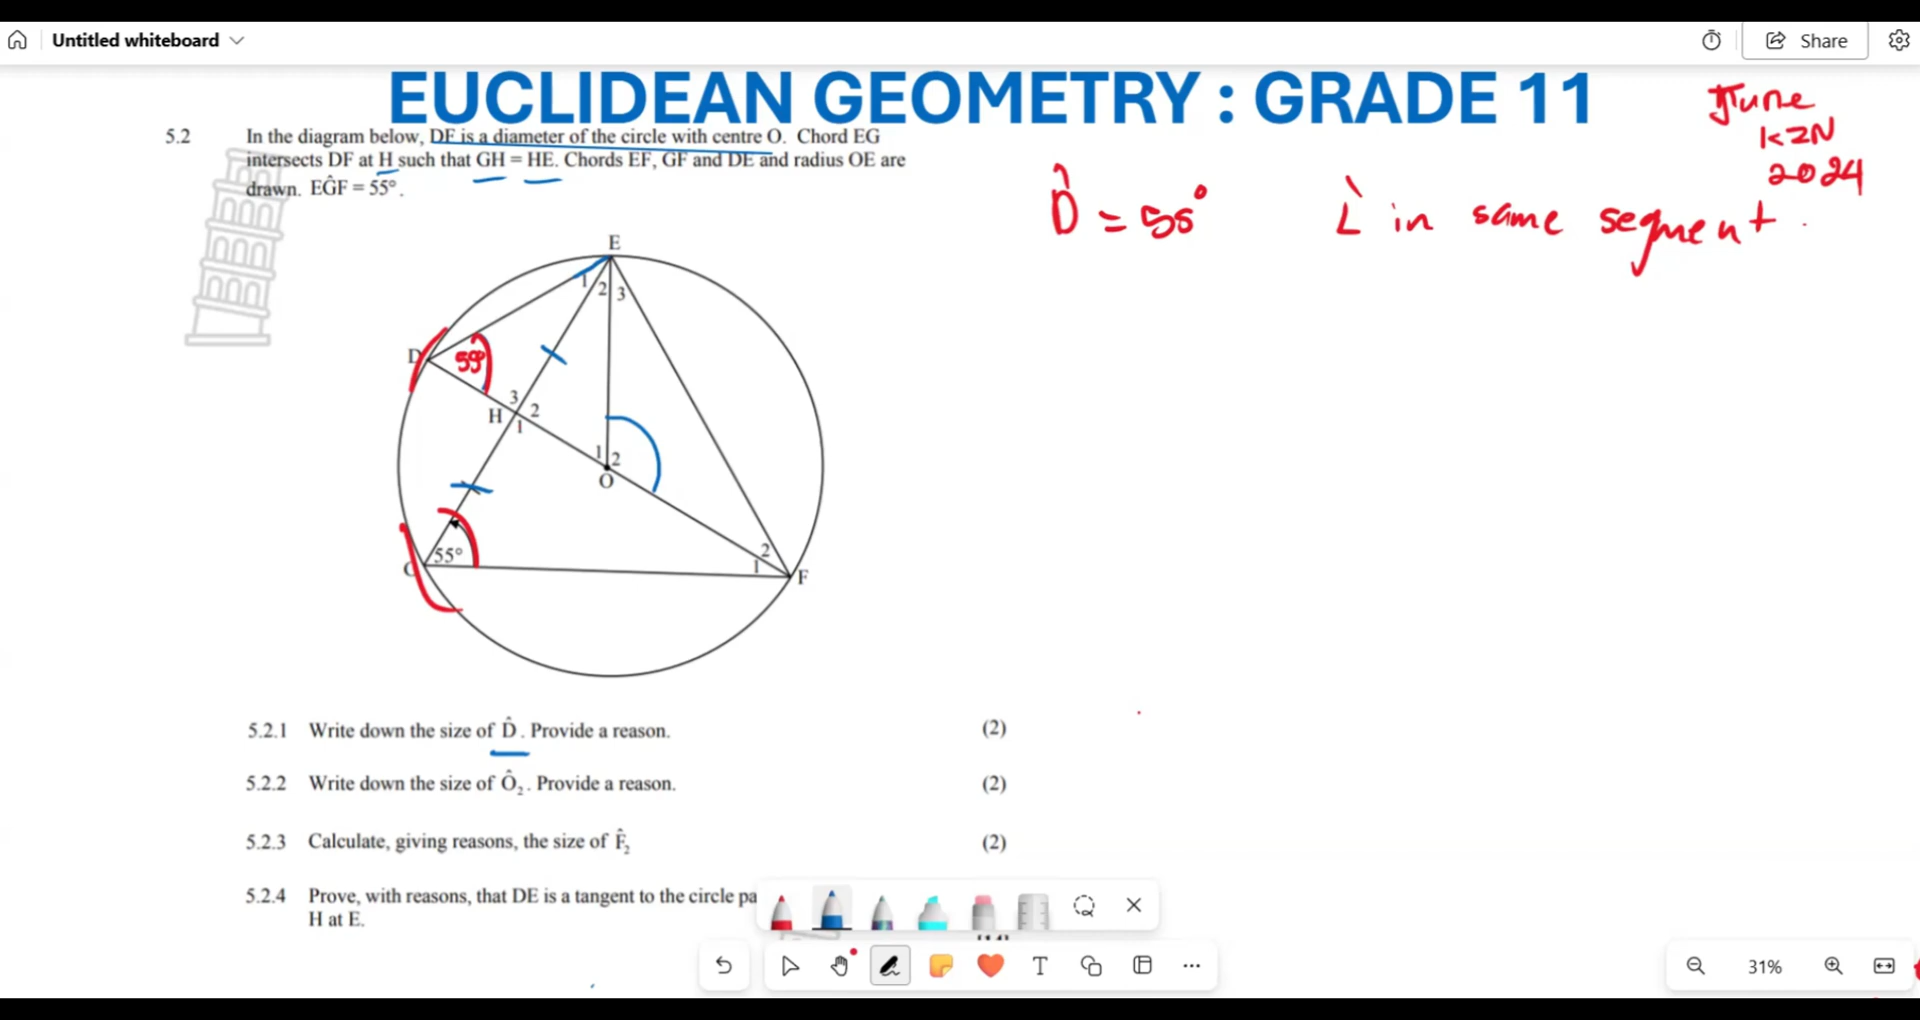 Untitled whiteboard
Share
EUCLIDEAN GEOMETRY : GRADE 11
June
KZN
2024
5.2 In the diagram below, DF is a diameter of the circle with centre O. Chord EG
intersects DF at H such that GH = HE. Chords EF, GF and DE and radius OE are
drawn. EĜF = 55°.
D̂ = 55° L's in same segment.
E
1 2 3
D 55°
3
H 2
1
1 2
O
55°
2
1
G F
5.2.1 Write down the size of D̂. Provide a reason. (2)
5.2.2 Write down the size of Ô₂. Provide a reason. (2)
5.2.3 Calculate, giving reasons, the size of F̂₂ (2)
5.2.4 Prove, with reasons, that DE is a tangent to the circle pa
H at E.
31%